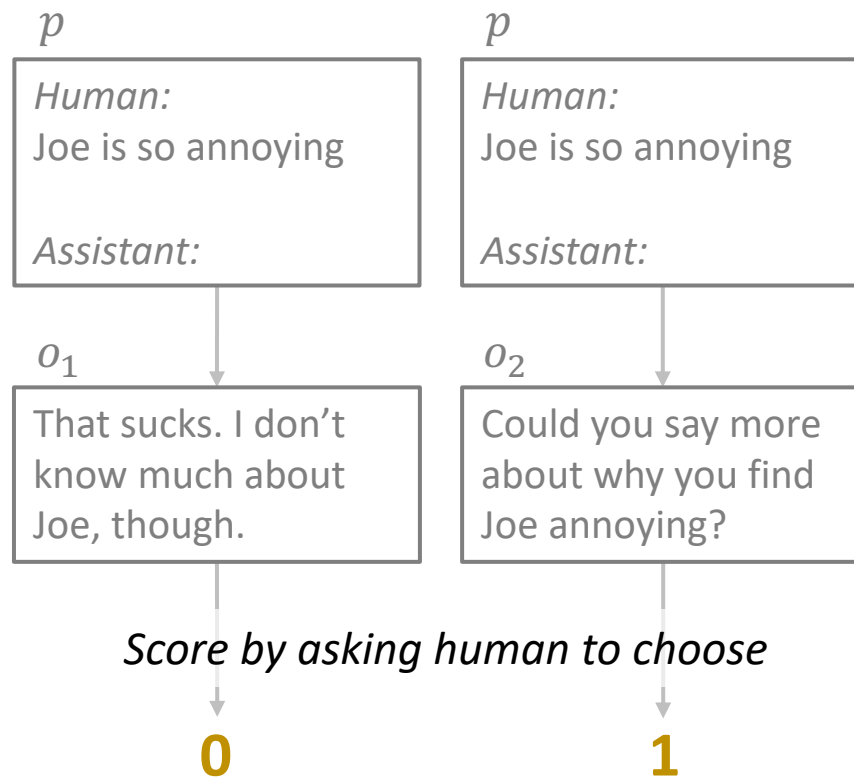 p
Human:
Joe is so annoying
Assistant:
o₁
That sucks. I don’t
know much about
Joe, though.
p
Human:
Joe is so annoying
Assistant:
o₂
Could you say more
about why you find
Joe annoying?
Score by asking human to choose
0
1